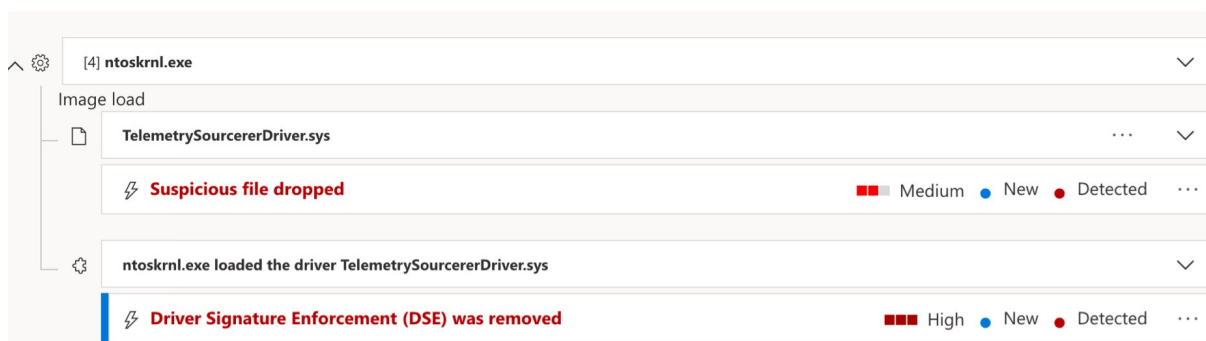 [4] ntoskrnl.exe
Image load
TelemetrySourcererDriver.sys ...
Suspicious file dropped Medium New Detected ...
ntoskrnl.exe loaded the driver TelemetrySourcererDriver.sys
Driver Signature Enforcement (DSE) was removed High New Detected ...